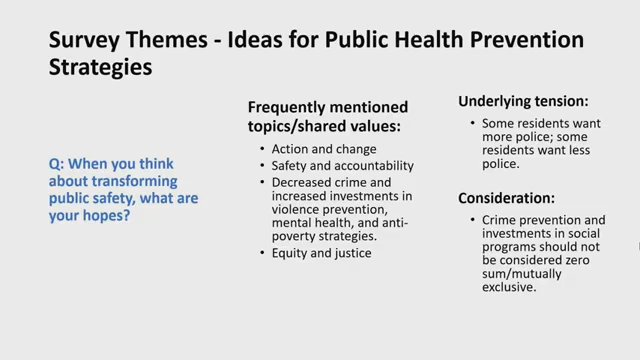 Survey Themes - Ideas for Public Health Prevention
Strategies
Q: When you think
about transforming
public safety, what are
your hopes?
Frequently mentioned
topics/shared values:
• Action and change
• Safety and accountability
• Decreased crime and
increased investments in
violence prevention,
mental health, and anti-
poverty strategies.
• Equity and justice
Underlying tension:
• Some residents want
more police; some
residents want less
police.
Consideration:
• Crime prevention and
investments in social
programs should not
be considered zero
sum/mutually
exclusive.